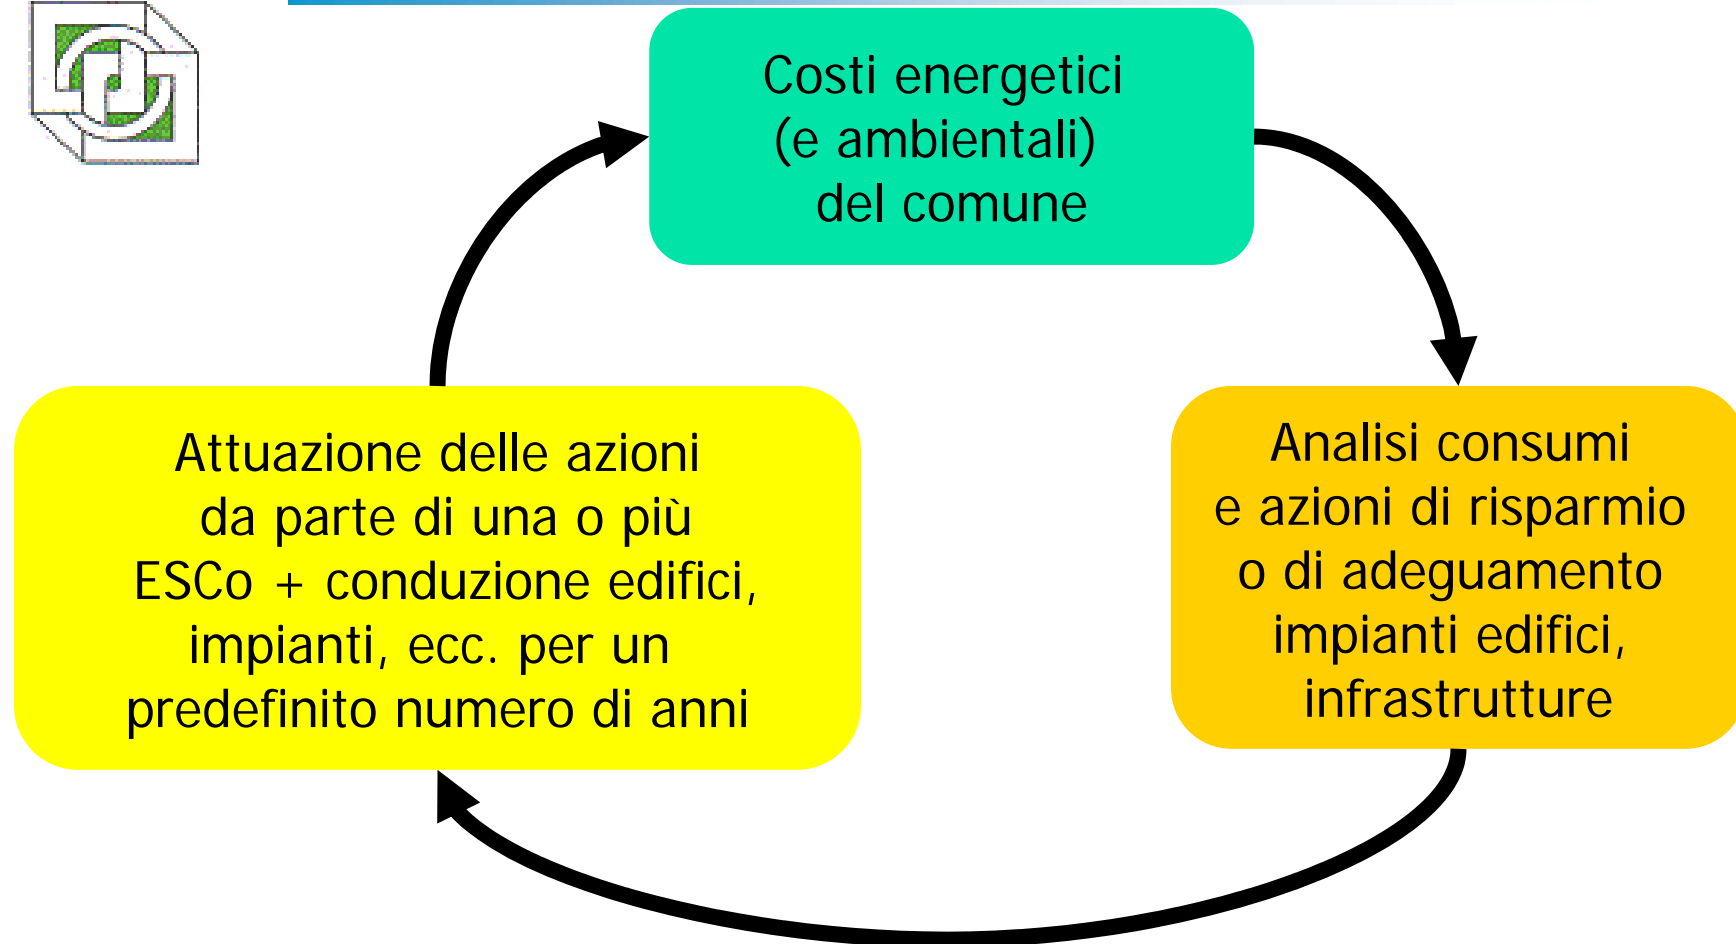 Costi energetici
(e ambientali)
del comune
Attuazione delle azioni
da parte di una o più
ESCo + conduzione edifici,
impianti, ecc. per un
predefinito numero di anni
Analisi consumi
e azioni di risparmio
o di adeguamento
impianti edifici,
infrastrutture